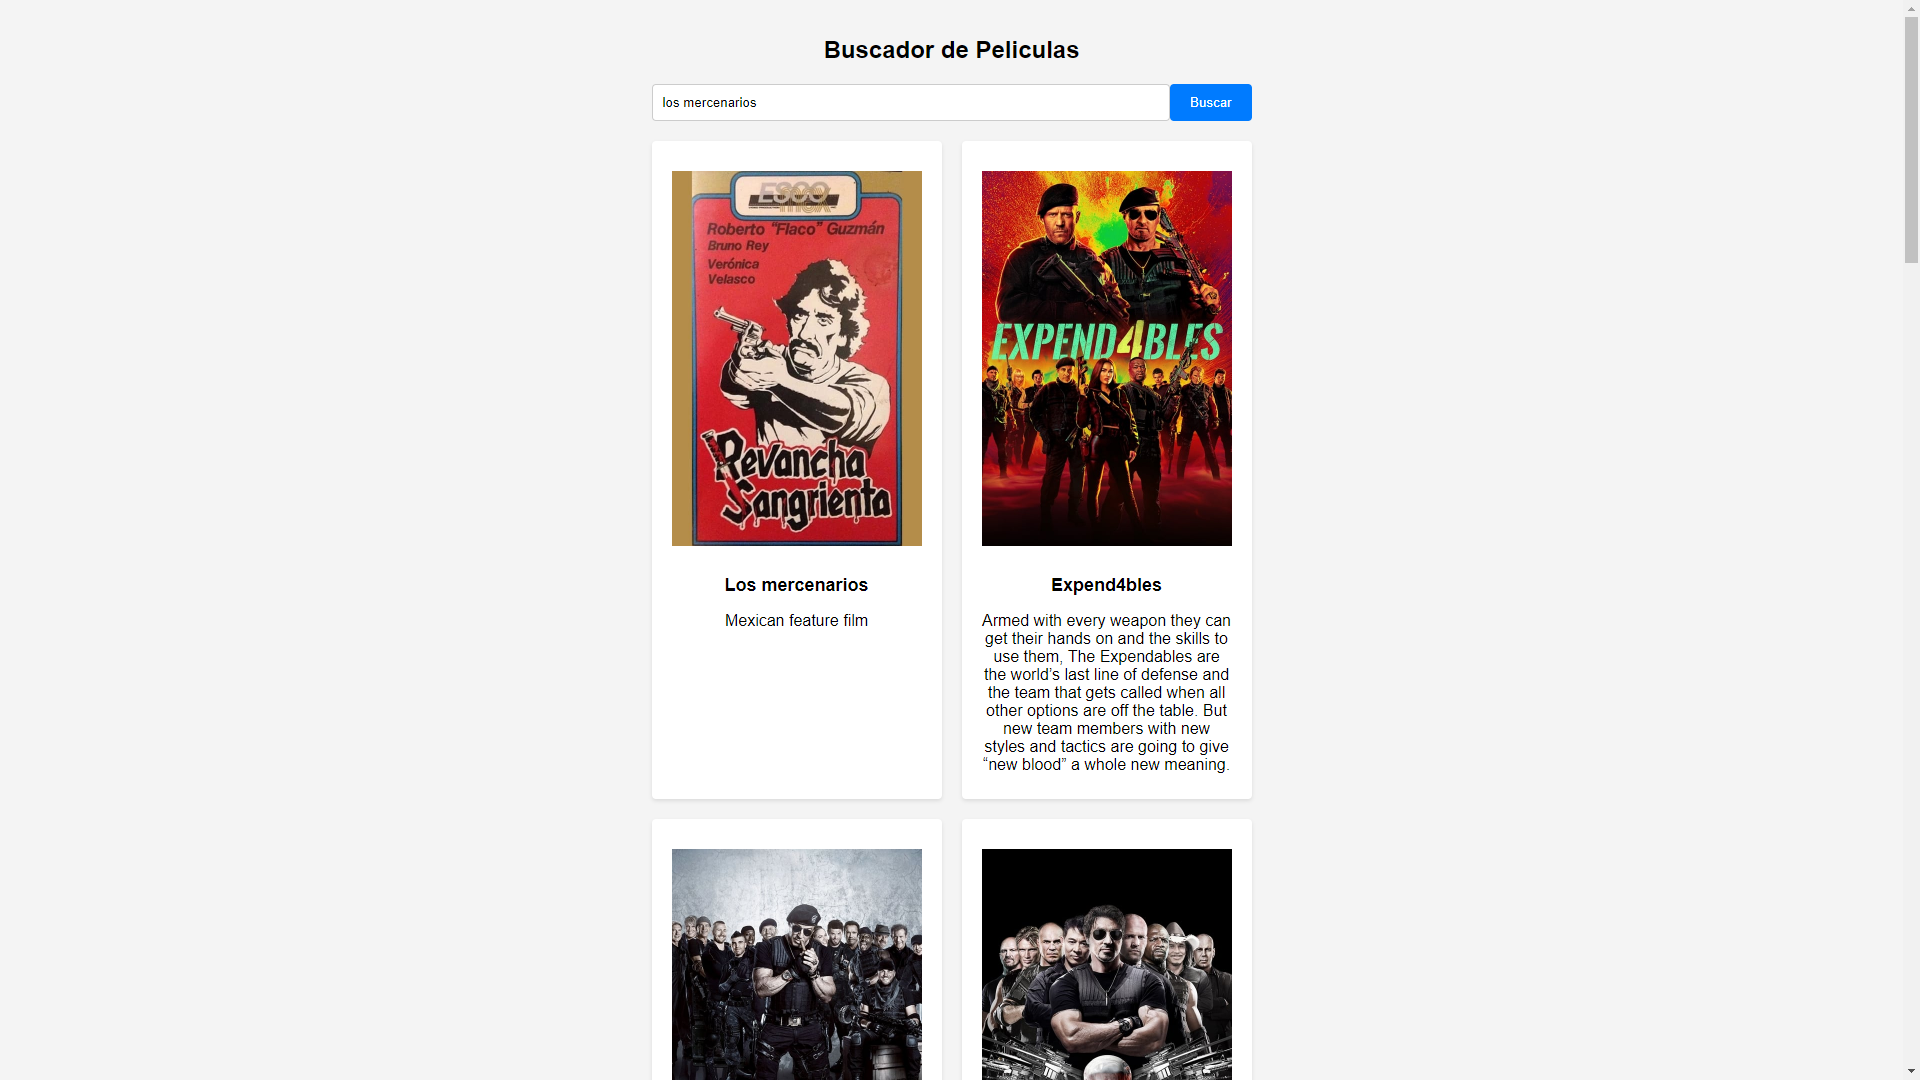 Buscador de Peliculas
los mercenarios
Buscar
ESCO
mex
Roberto "Flaco" Guzmán
Bruno Rey
Verónica
Velasco
Revancha
Sangrienta
EXPEND4BLES
Los mercenarios
Mexican feature film
Expend4bles
Armed with every weapon they can
get their hands on and the skills to
use them, The Expendables are
the world’s last line of defense and
the team that gets called when all
other options are off the table. But
new team members with new
styles and tactics are going to give
“new blood” a whole new meaning.